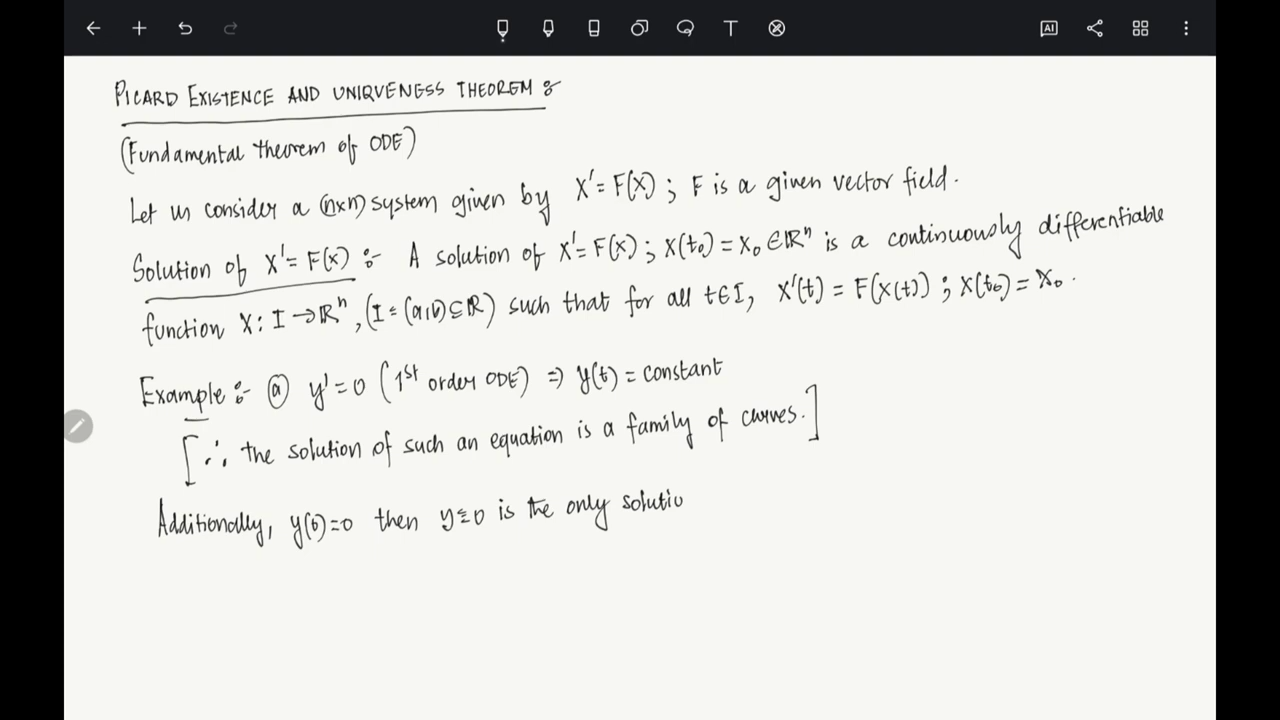 PICARD EXISTENCE AND UNIQVENESS THEOREM :-
(Fundamental theorem of ODE)
Let us consider a (n×n) system given by X' = F(X) ; F is a given vector field.
Solution of X' = F(X) :- A solution of X' = F(X) ; X(t₀) = X₀ ∈ ℝⁿ is a continuously differentiable
function X : I → ℝⁿ, (I = (a,b) ⊆ ℝ) such that for all t ∈ I, X'(t) = F(X(t)) ; X(t₀) = X₀ .
Example :- ⓐ y' = 0 (1st order ODE) ⇒ y(t) = constant
[∴ the solution of such an equation is a family of curves.]
Additionally, y(0)=0 then y≡0 is the only solutio
T
AI